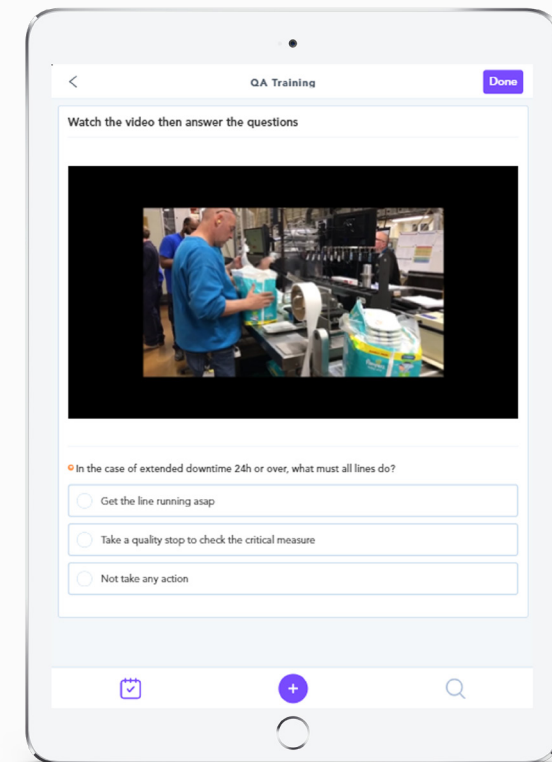 QA Training
Done
Watch the video then answer the questions
Pampers
In the case of extended downtime 24h or over, what must all lines do?
Get the line running asap
Take a quality stop to check the critical measure
Not take any action